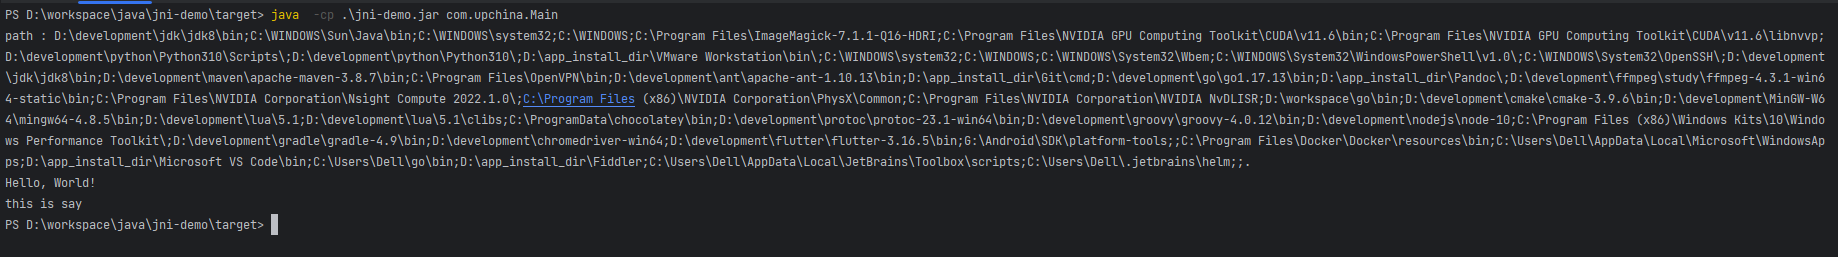 PS D:\workspace\java\jni-demo\target> java -cp .\jni-demo.jar com.upchina.Main
path : D:\development\jdk\jdk8\bin;C:\WINDOWS\Sun\Java\bin;C:\WINDOWS\system32;C:\WINDOWS;C:\Program Files\ImageMagick-7.1.1-Q16-HDRI;C:\Program Files\NVIDIA GPU Computing Toolkit\CUDA\v11.6\bin;C:\Program Files\NVIDIA GPU Computing Toolkit\CUDA\v11.6\libnvvp;
D:\development\python\Python310\Scripts\;D:\development\python\Python310\;D:\app_install_dir\VMware Workstation\bin\;C:\WINDOWS\system32;C:\WINDOWS;C:\WINDOWS\System32\Wbem;C:\WINDOWS\System32\WindowsPowerShell\v1.0\;C:\WINDOWS\System32\OpenSSH\;D:\development
\jdk\jdk8\bin;D:\development\maven\apache-maven-3.8.7\bin;C:\Program Files\OpenVPN\bin;D:\development\ant\apache-ant-1.10.13\bin;D:\app_install_dir\Git\cmd;D:\development\go\go1.17.13\bin;D:\app_install_dir\Pandoc\;D:\development\ffmpeg\study\ffmpeg-4.3.1-win6
4-static\bin;C:\Program Files\NVIDIA Corporation\Nsight Compute 2022.1.0\;C:\Program Files (x86)\NVIDIA Corporation\PhysX\Common;C:\Program Files\NVIDIA Corporation\NVIDIA NvDLISR;D:\workspace\go\bin;D:\development\cmake\cmake-3.9.6\bin;D:\development\MinGW-W6
4\mingw64-4.8.5\bin;D:\development\lua\5.1;D:\development\lua\5.1\clibs;C:\ProgramData\chocolatey\bin;D:\development\protoc\protoc-23.1-win64\bin;D:\development\groovy\groovy-4.0.12\bin;D:\development\nodejs\node-10;C:\Program Files (x86)\Windows Kits\10\Windo
ws Performance Toolkit\;D:\development\gradle\gradle-4.9\bin;D:\development\chromedriver-win64;D:\development\flutter\flutter-3.16.5\bin;G:\Android\SDK\platform-tools;;C:\Program Files\Docker\Docker\resources\bin;C:\Users\Dell\AppData\Local\Microsoft\WindowsAp
ps;D:\app_install_dir\Microsoft VS Code\bin;C:\Users\Dell\go\bin;D:\app_install_dir\Fiddler;C:\Users\Dell\AppData\Local\JetBrains\Toolbox\scripts;C:\Users\Dell\.jetbrains\helm;;.
Hello, World!
this is say
PS D:\workspace\java\jni-demo\target>